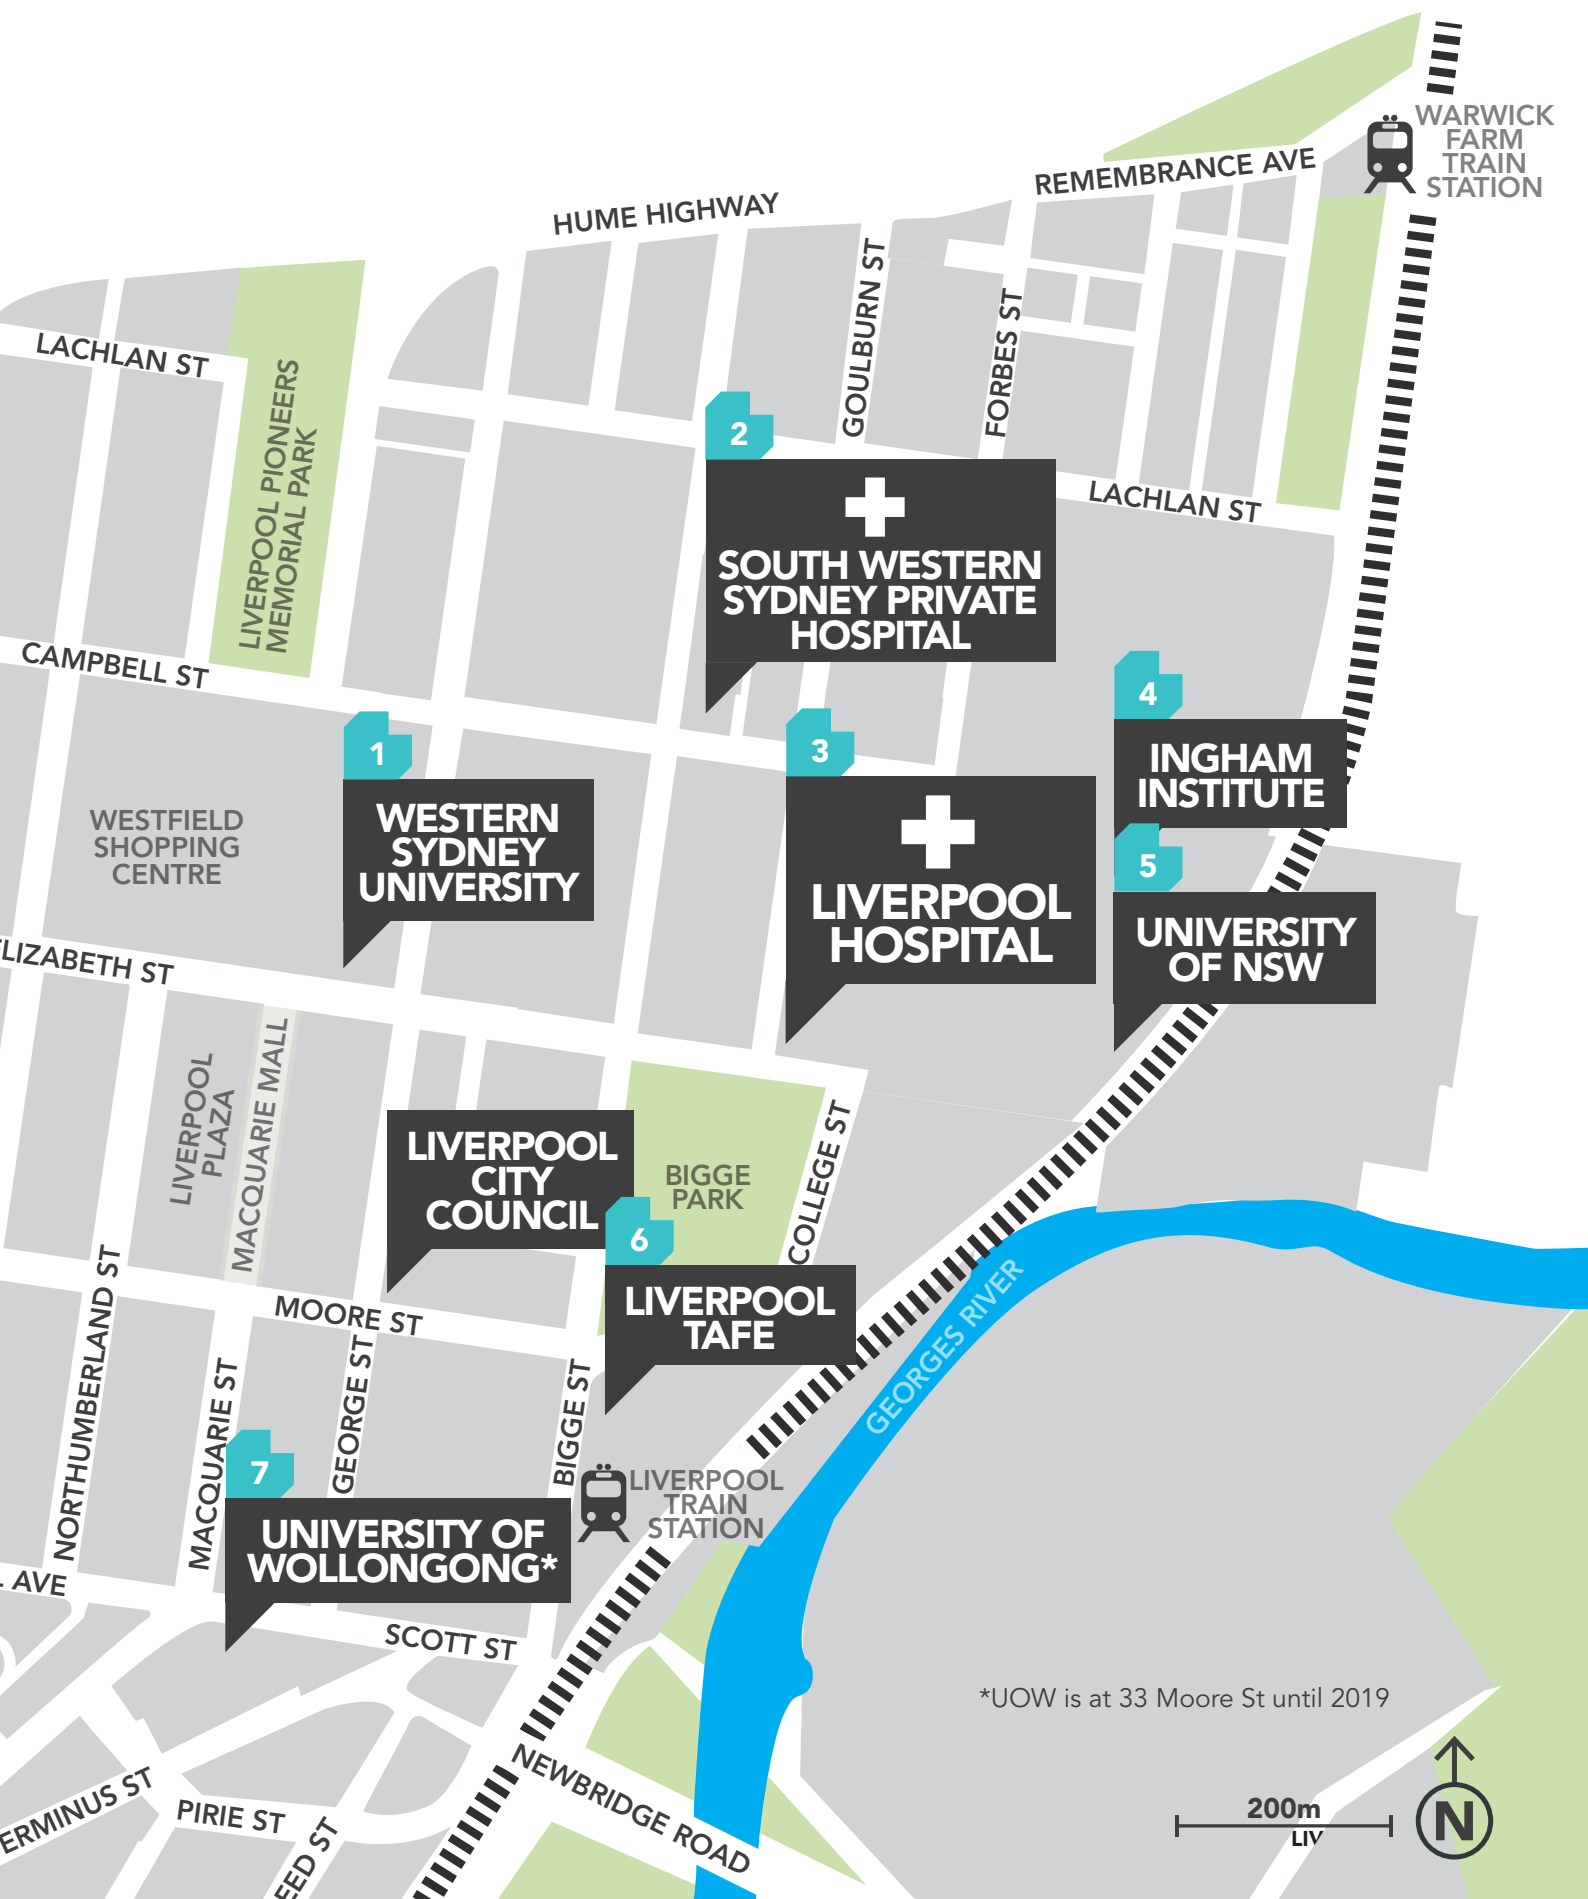 WARWICK
FARM
TRAIN
STATION
REMEMBRANCE AVE
HUME HIGHWAY
GOULBURN ST
FORBES ST
LACHLAN ST
LIVERPOOL PIONEERS
MEMORIAL PARK
2
SOUTH WESTERN
SYDNEY PRIVATE
HOSPITAL
LACHLAN ST
CAMPBELL ST
4
INGHAM
INSTITUTE
1
WESTERN
SYDNEY
UNIVERSITY
3
LIVERPOOL
HOSPITAL
WESTFIELD
SHOPPING
CENTRE
5
UNIVERSITY
OF NSW
LIZABETH ST
LIVERPOOL
PLAZA
MACQUARIE MALL
LIVERPOOL
CITY
COUNCIL
BIGGE
PARK
COLLEGE ST
6
LIVERPOOL
TAFE
GEORGES RIVER
MOORE ST
NORTHUMBERLAND ST
MACQUARIE ST
GEORGE ST
BIGGE ST
7
UNIVERSITY OF
WOLLONGONG*
LIVERPOOL
TRAIN
STATION
AVE
SCOTT ST
*UOW is at 33 Moore St until 2019
NEWBRIDGE ROAD
ERMINUS ST
PIRIE ST
EED ST
200m
LIV
N